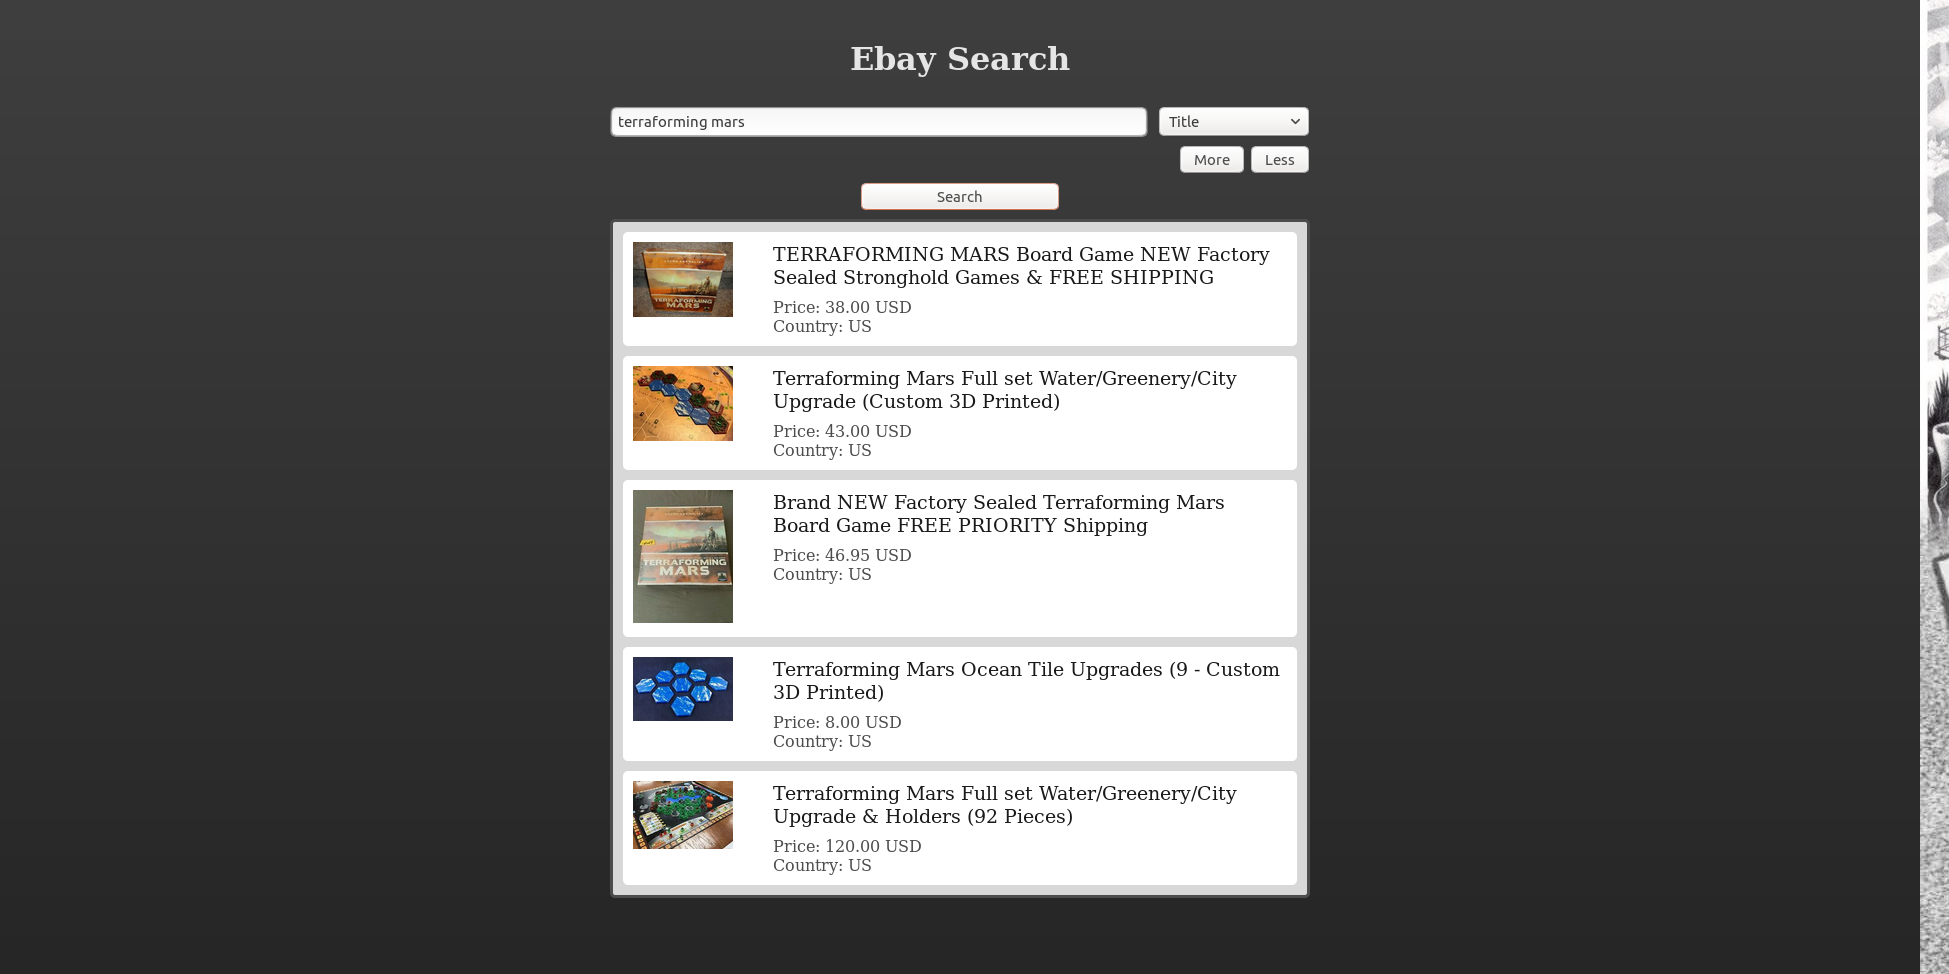 Ebay Search
terraforming mars
Title
More
Less
Search
TERRAFORMING MARS Board Game NEW Factory
Sealed Stronghold Games & FREE SHIPPING
Price: 38.00 USD
Country: US
TERRAFORMING
MARS
Terraforming Mars Full set Water/Greenery/City
Upgrade (Custom 3D Printed)
Price: 43.00 USD
Country: US
Brand NEW Factory Sealed Terraforming Mars
Board Game FREE PRIORITY Shipping
Price: 46.95 USD
Country: US
TERRAFORMING
MARS
Terraforming Mars Ocean Tile Upgrades (9 - Custom
3D Printed)
Price: 8.00 USD
Country: US
Terraforming Mars Full set Water/Greenery/City
Upgrade & Holders (92 Pieces)
Price: 120.00 USD
Country: US